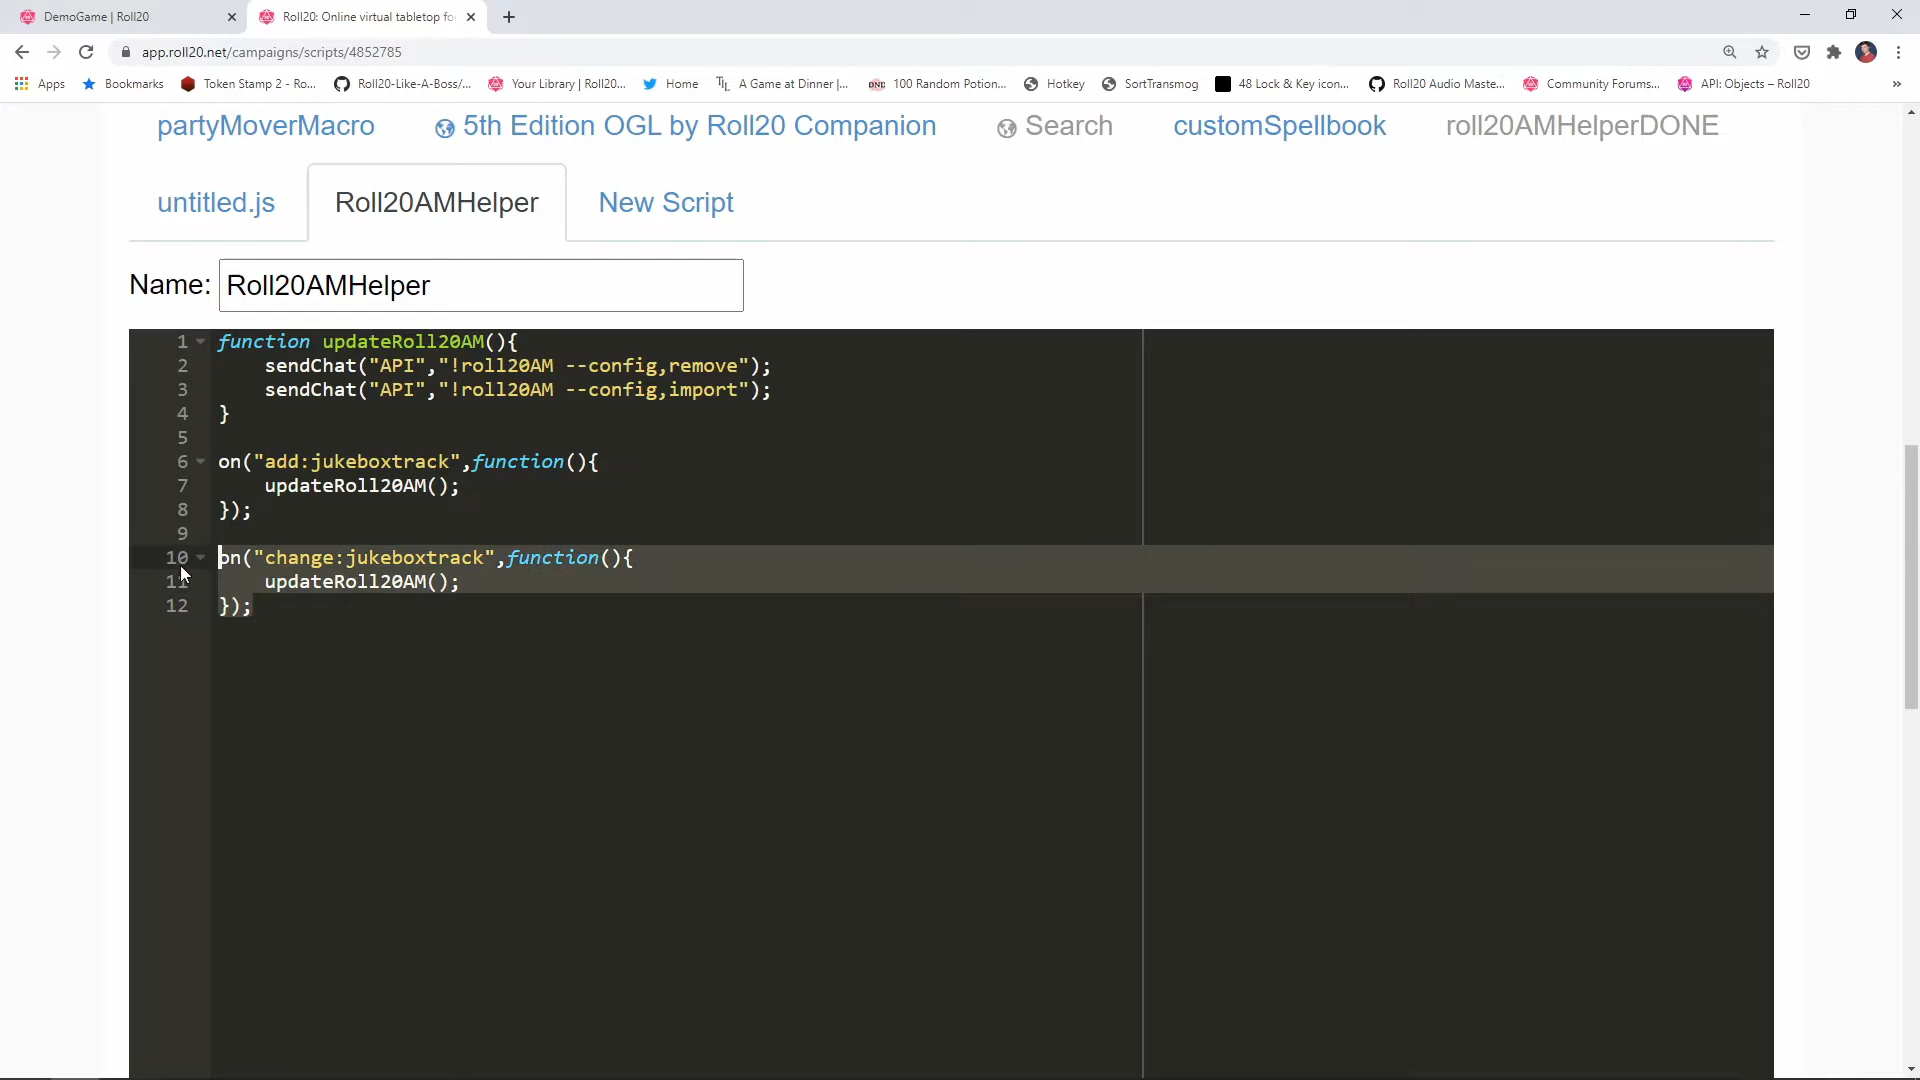 DemoGame | Roll20
Roll20: Online virtual tabletop fo
app.roll20.net/campaigns/scripts/4852785
Apps Bookmarks Token Stamp 2 - Ro... Roll20-Like-A-Boss/... Your Library | Roll20... Home A Game at Dinner |... 100 Random Potion... Hotkey SortTransmog 48 Lock & Key icon... Roll20 Audio Maste... Community Forums... API: Objects – Roll20 »
partyMoverMacro 5th Edition OGL by Roll20 Companion Search customSpellbook roll20AMHelperDONE
untitled.js Roll20AMHelper New Script
Name: Roll20AMHelper
1 function updateRoll20AM(){
2 sendChat("API","!roll20AM --config,remove");
3 sendChat("API","!roll20AM --config,import");
4 }
5
6 on("add:jukeboxtrack",function(){
7 updateRoll20AM();
8 });
9
10 on("change:jukeboxtrack",function(){
11 updateRoll20AM();
12 });